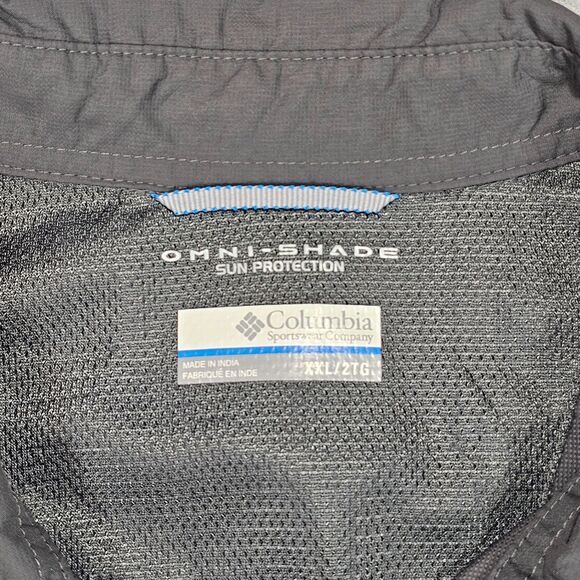 OMNI-SHADE
SUN PROTECTION
Columbia
Sportswear Company
MADE IN INDIA
FABRIQUÉ EN INDE
XXL/2TG